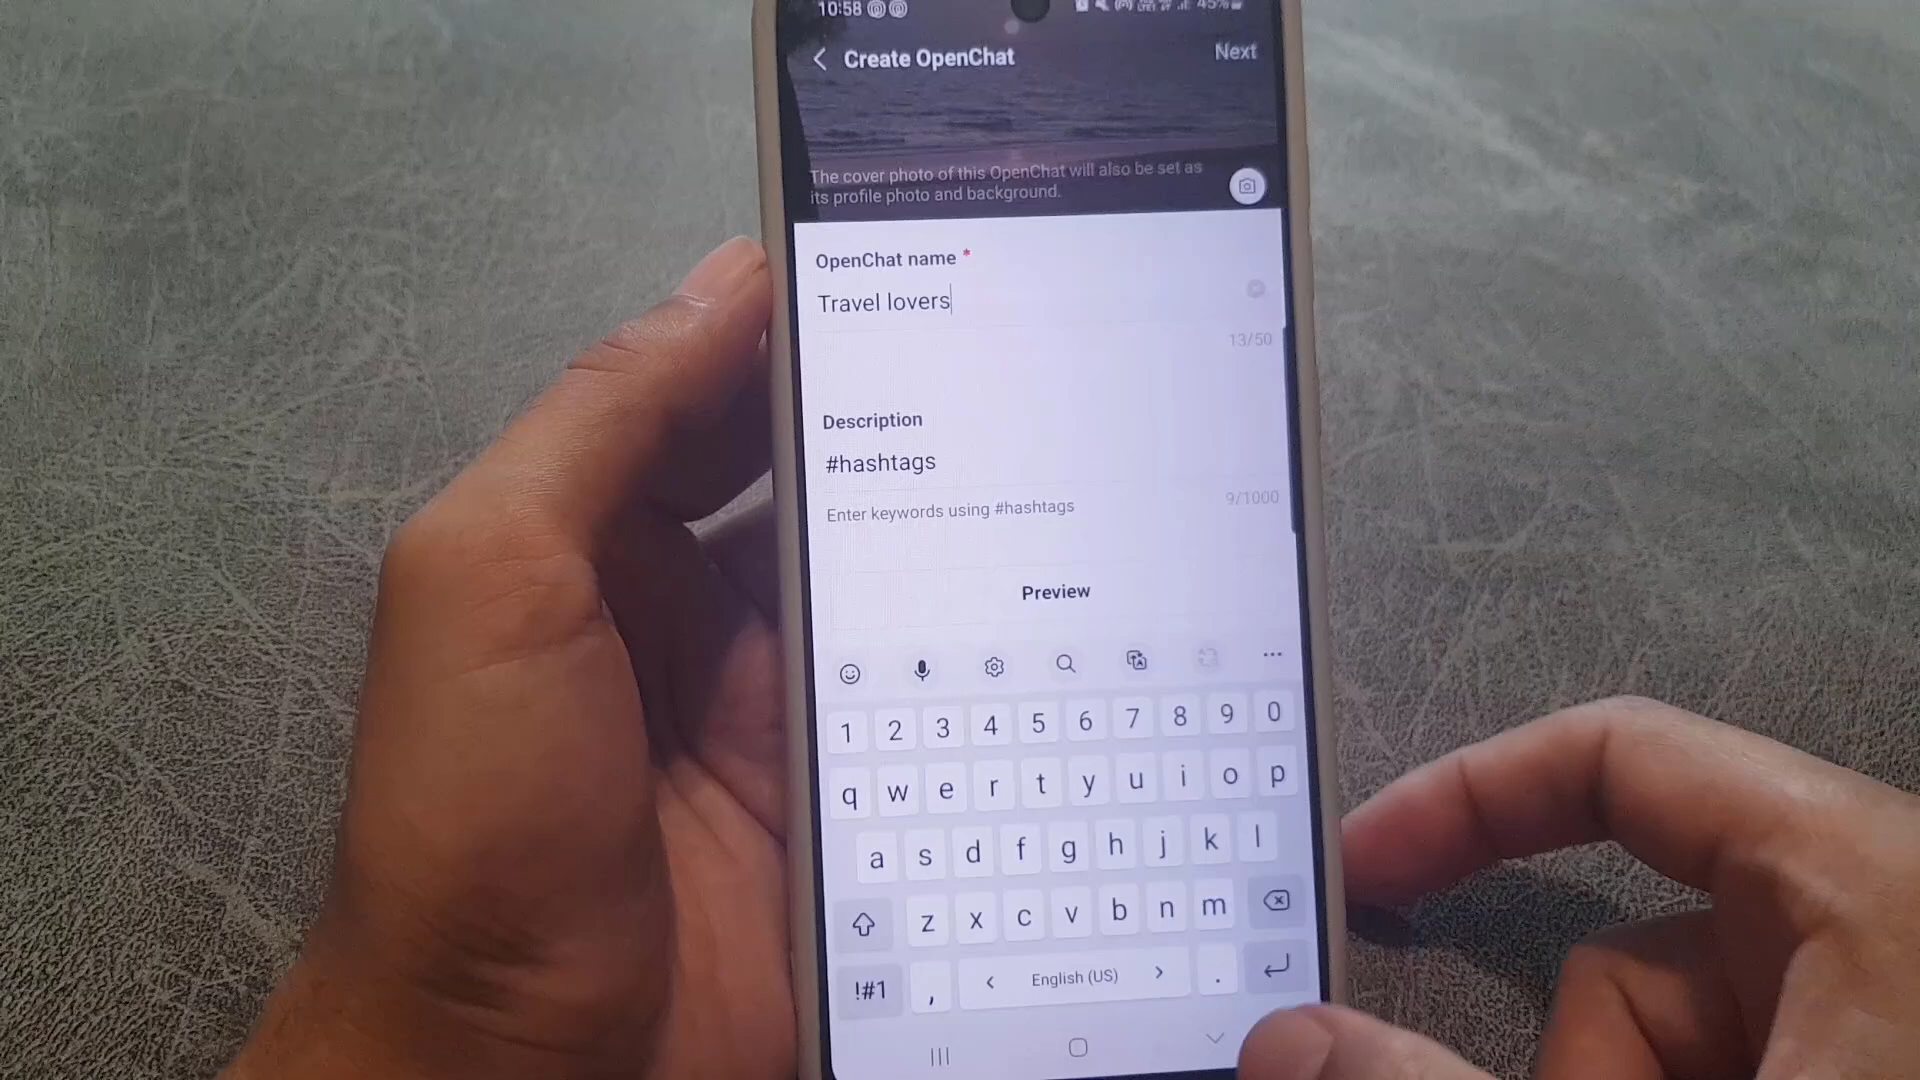 10:58
45%
Create OpenChat
Next
The cover photo of this OpenChat will also be set as
its profile photo and background.
OpenChat name *
Travel lovers
13/50
Description
#hashtags
9/1000
Enter keywords using #hashtags
Preview
1 2 3 4 5 6 7 8 9 0
q w e r t y u i o p
a s d f g h j k l
z x c v b n m
!#1 , < English (US) > .